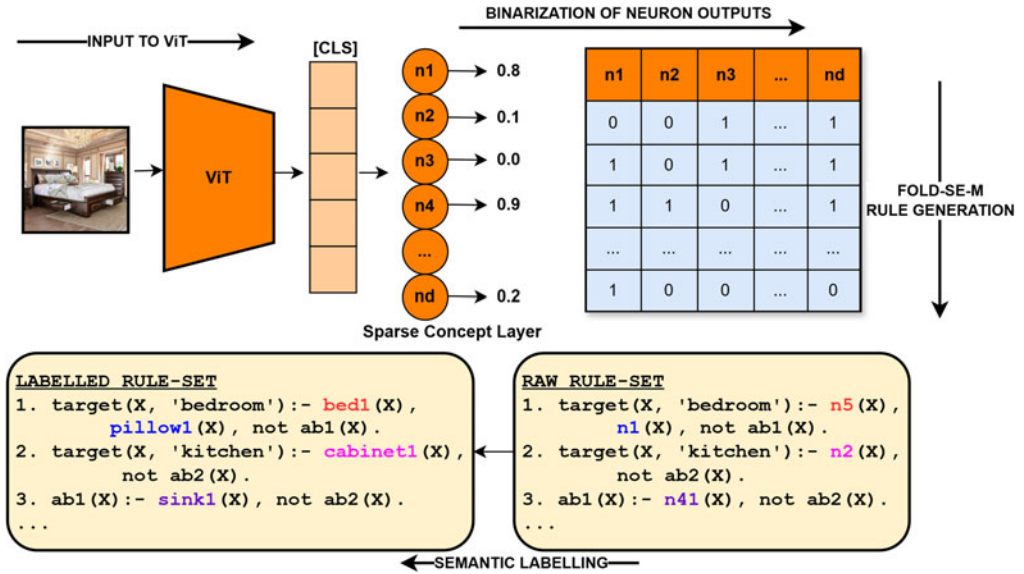 INPUT TO ViT
BINARIZATION OF NEURON OUTPUTS
[CLS]
ViT
n1 0.8
n2 0.1
n3 0.0
n4 0.9
...
nd 0.2
Sparse Concept Layer
n1 n2 n3 ... nd
0 0 1 ... 1
1 0 1 ... 1
1 1 0 ... 1
... ... ... ... ...
1 0 0 ... 0
FOLD-SE-M
RULE GENERATION
LABELLED RULE-SET
1. target(X, 'bedroom'):- bed1(X),
pillow1(X), not ab1(X).
2. target(X, 'kitchen'):- cabinet1(X),
not ab2(X).
3. ab1(X):- sink1(X), not ab2(X).
...
RAW RULE-SET
1. target(X, 'bedroom'):- n5(X),
n1(X), not ab1(X).
2. target(X, 'kitchen'):- n2(X),
not ab2(X).
3. ab1(X):- n41(X), not ab2(X).
...
SEMANTIC LABELLING